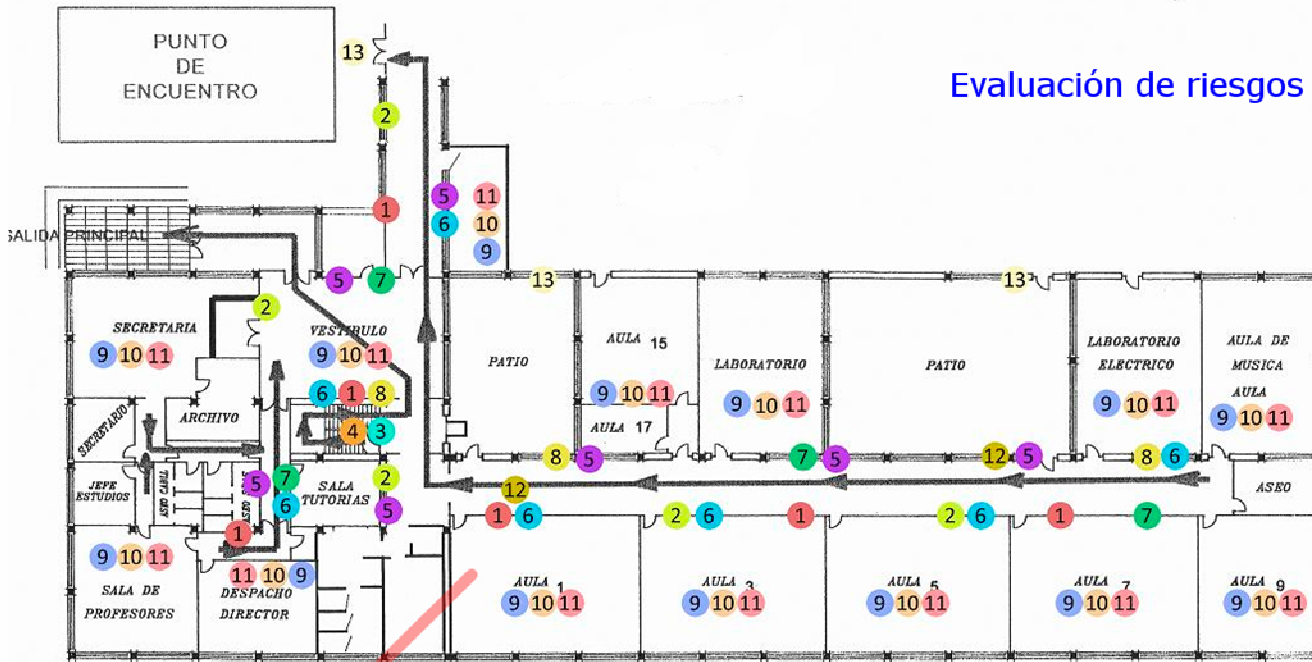 PUNTO
DE
ENCUENTRO
13
Evaluación de riesgos
2
5 11
1
6 10
9
SALIDA PRINCIPAL
5 7
13
13
2
SECRETARIA
VESTIBULO
9 10 11
9 10 11
PATIO
AULA 15
LABORATORIO
PATIO
LABORATORIO
ELECTRICO
AULA DE
MUSICA
AULA
6 1 8
9 10 11
9 10 11
9 10 11
9 10 11
ARCHIVO
SECRETARIO
4 3
AULA 17
8 5
7 5
12 5
8 6
JEFE
ESTUDIOS
ASEO
5
7
SALA
TUTORIAS
2
6
5
12
ASEO
1
1 6
2 6
1
2 6
1
7
9 10 11
SALA DE
PROFESORES
11 10 9
DESPACHO
DIRECTOR
AULA 1
9 10 11
AULA 3
9 10 11
AULA 5
9 10 11
AULA 7
9 10 11
AULA 9
9 10 11